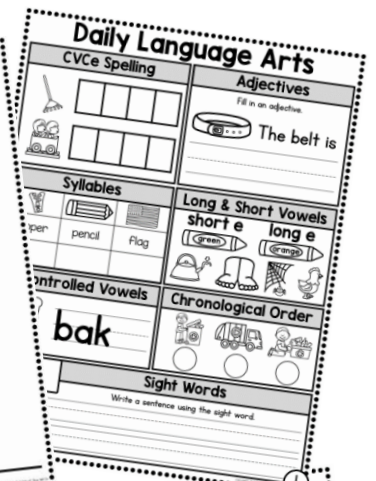 Daily Language Arts
CVCe Spelling
Adjectives
Fill in an adjective.
The belt is
Syllables
per
pencil
flag
Long & Short Vowels
short e
long e
green
orange
ontrolled Vowels
bak
Chronological Order
Sight Words
Write a sentence using the sight word.